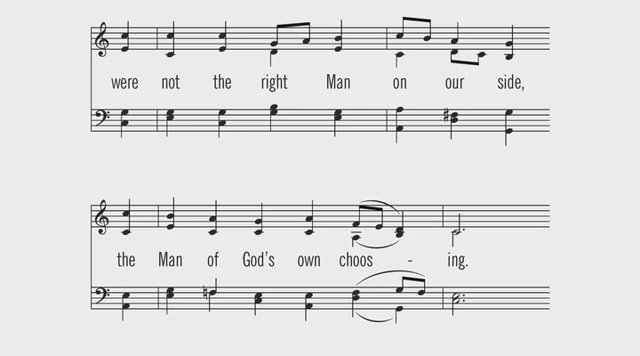 were not the right Man on our side,
the Man of God's own choos - ing.